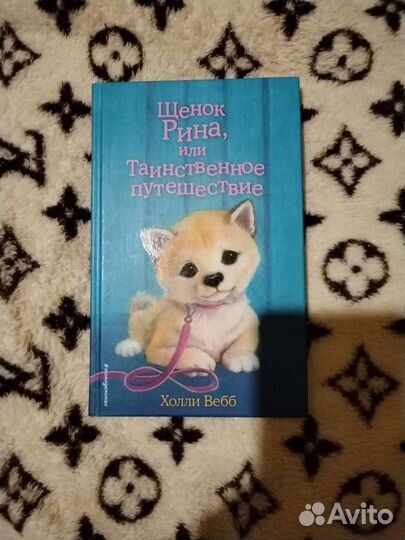 Щенок
Рина,
или
Таинственное
путешествие
Холли Вебб
Avito